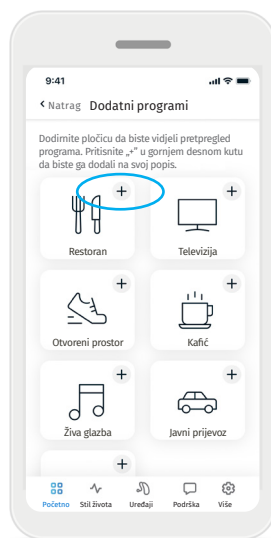 9:41
Natrag Dodatni programi
Dodirnite pločicu da biste vidjeli pretpregled
programa. Pritisnite „+" u gornjem desnom kutu
da biste ga dodali na svoj popis.
+ +
Restoran Televizija
+ +
Otvoreni prostor Kafić
+ +
Živa glazba Javni prijevoz
+
Početno Stil života Uređaji Podrška Više